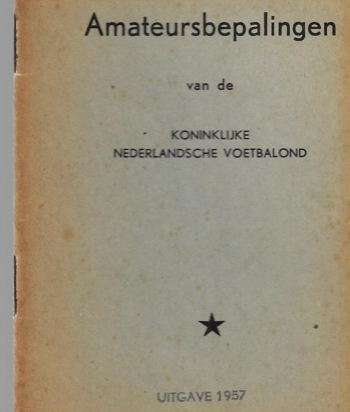 Amateursbepalingen
van de
KONINKLIJKE
NEDERLANDSCHE VOETBALOND
UITGAVE 1957